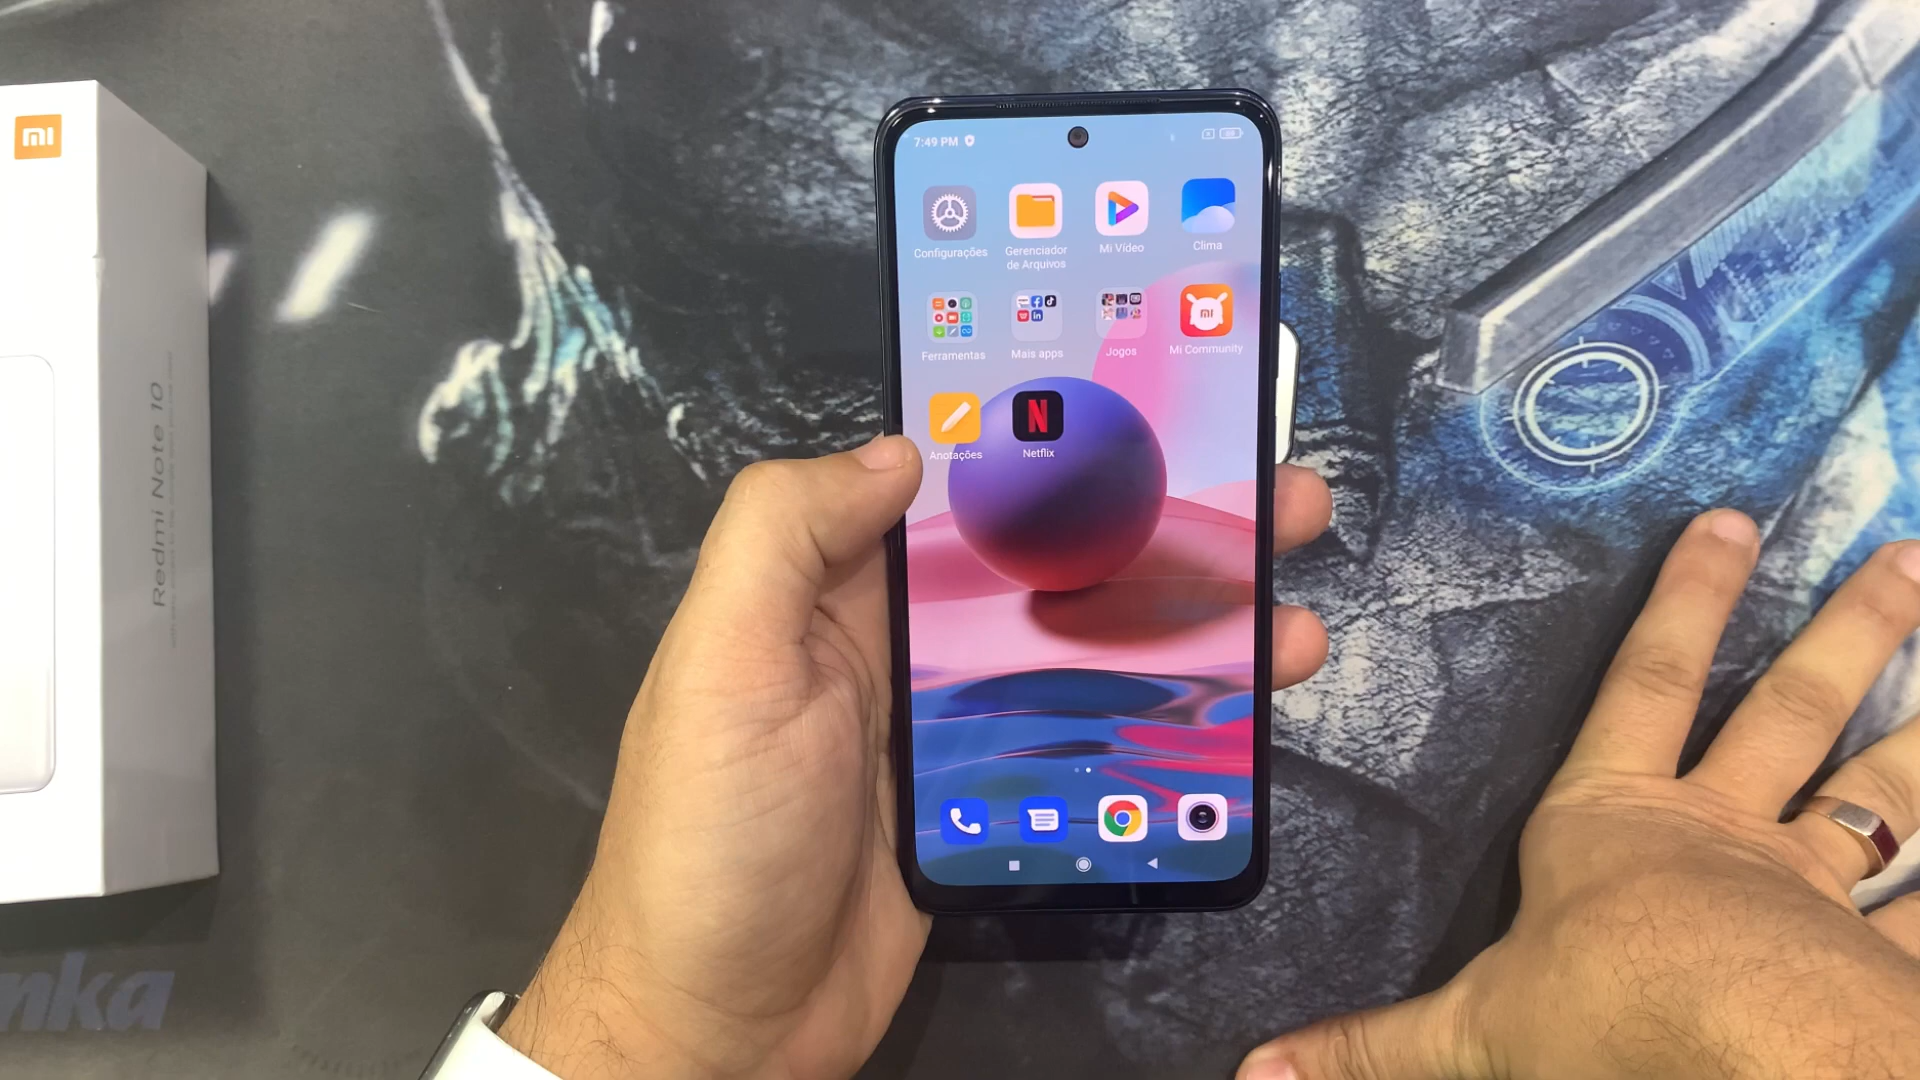 mi
Redmi Note 10
7:49 PM
Configurações
Gerenciador
de Arquivos
Mi Vídeo
Clima
Ferramentas
Mais apps
Jogos
mi
Mi Community
Anotações
N
Netflix
nka